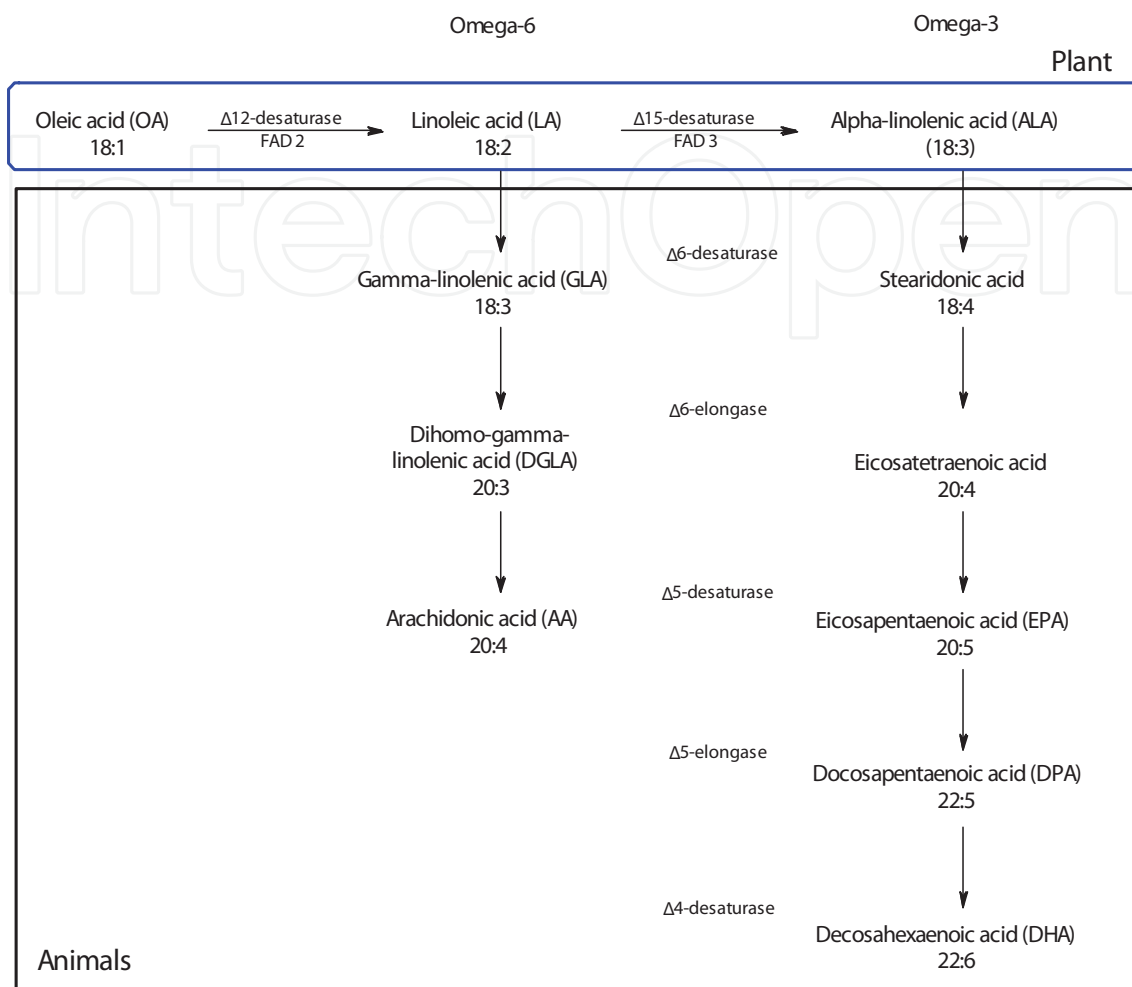 Omega-6
Omega-3
Plant
Oleic acid (OA)
18:1
Δ12-desaturase
FAD 2
Linoleic acid (LA)
18:2
Δ15-desaturase
FAD 3
Alpha-linolenic acid (ALA)
(18:3)
IntechOpen
Δ6-desaturase
Gamma-linolenic acid (GLA)
18:3
Stearidonic acid
18:4
Δ6-elongase
Dihomo-gamma-
linolenic acid (DGLA)
20:3
Eicosatetraenoic acid
20:4
Δ5-desaturase
Arachidonic acid (AA)
20:4
Eicosapentaenoic acid (EPA)
20:5
Δ5-elongase
Docosapentaenoic acid (DPA)
22:5
Δ4-desaturase
Decosahexaenoic acid (DHA)
22:6
Animals